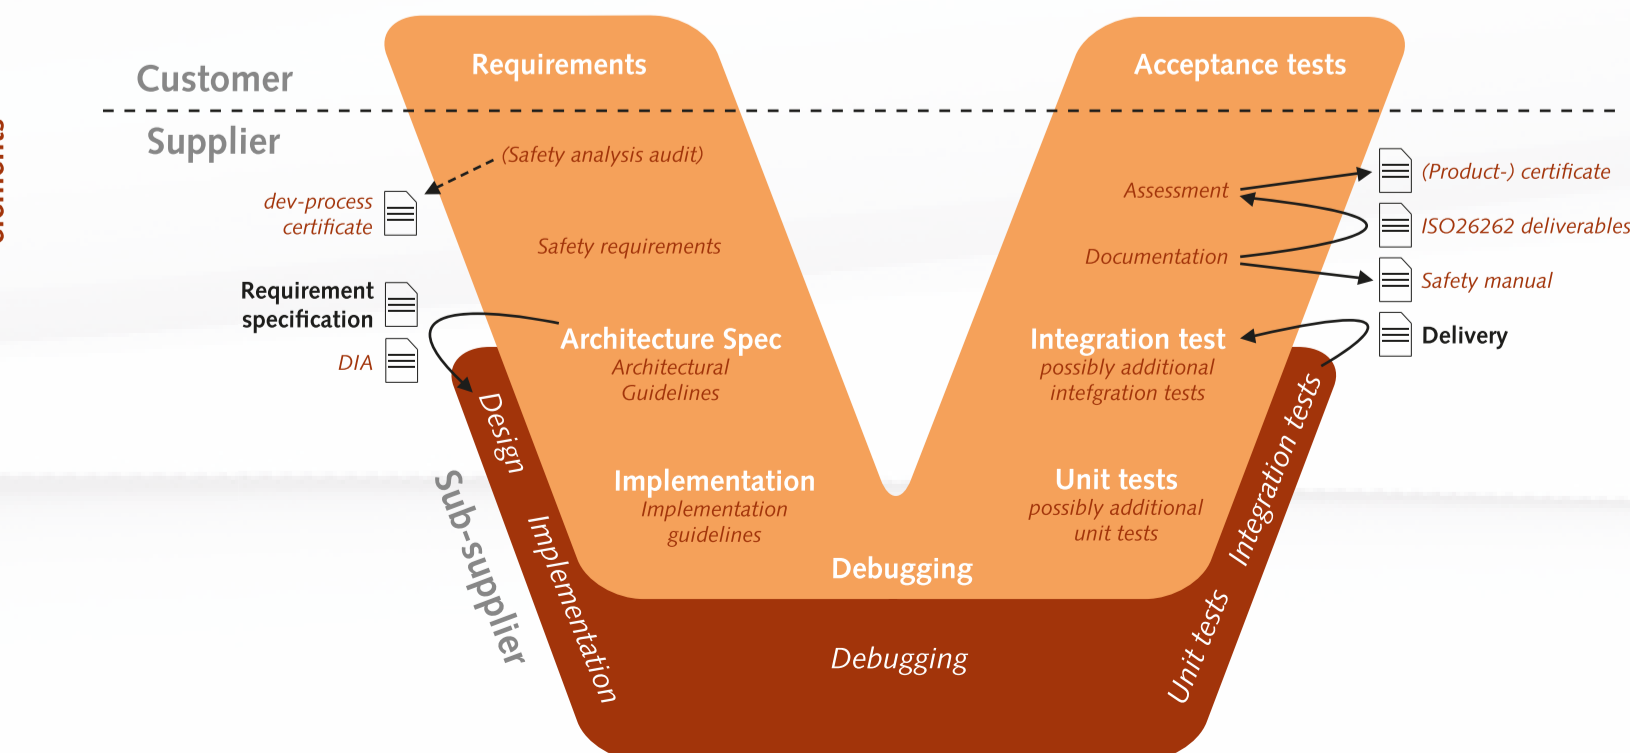 Customer
Supplier
Requirements
Acceptance tests
(Safety analysis audit)
dev-process
certificate
Safety requirements
Requirement
specification
DIA
Architecture Spec
Architectural
Guidelines
Implementation
Implementation
guidelines
Debugging
Assessment
Documentation
Integration test
possibly additional
intefgration tests
Unit tests
possibly additional
unit tests
(Product-) certificate
ISO26262 deliverables
Safety manual
Delivery
Sub-supplier
Design
Implementation
Debugging
Unit tests
Integration tests